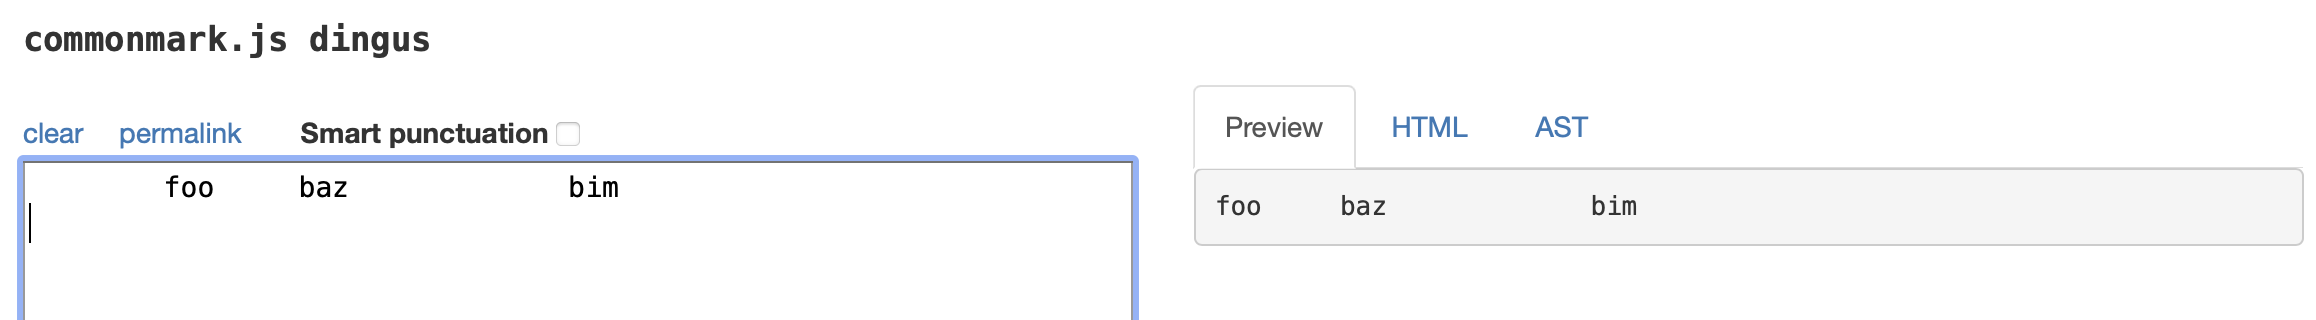 commonmark.js dingus
clear permalink Smart punctuation
foo baz bim
Preview HTML AST
foo baz bim